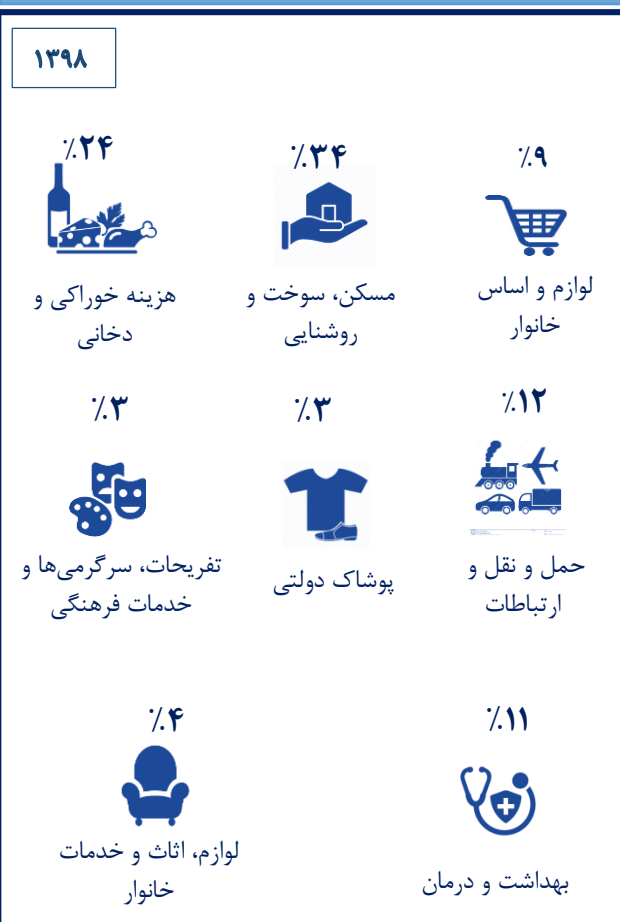 ۱۳۹۸
٪۹
لوازم و اساس
خانوار
٪۳۴
مسکن، سوخت و
روشنایی
٪۲۴
هزینه خوراکی و
دخانی
٪۱۲
حمل و نقل و
ارتباطات
٪۳
پوشاک دولتی
٪۳
تفریحات، سرگرمی‌ها و
خدمات فرهنگی
٪۱۱
بهداشت و درمان
٪۴
لوازم، اثاث و خدمات
خانوار